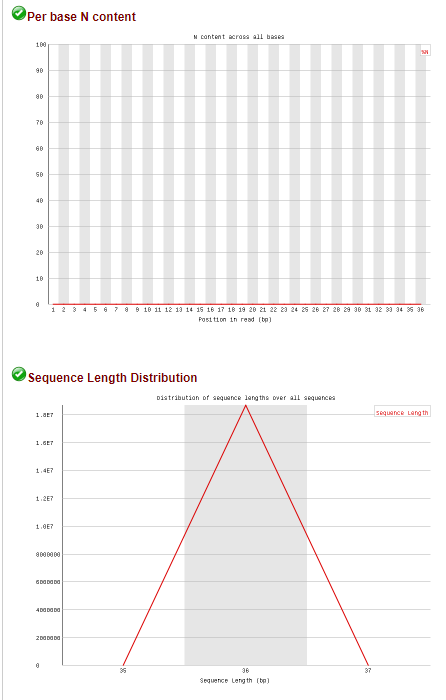 Per base N content
N content across all bases
%N
100
90
80
70
60
50
40
30
20
10
0
1 2 3 4 5 6 7 8 9 10 11 12 13 14 15 16 17 18 19 20 21 22 23 24 25 26 27 28 29 30 31 32 33 34 35 36
Position in read (bp)
Sequence Length Distribution
Distribution of sequence lengths over all sequences
Sequence Length
1.8E7
1.6E7
1.4E7
1.2E7
1.0E7
8000000
6000000
4000000
2000000
0
35 36 37
Sequence Length (bp)